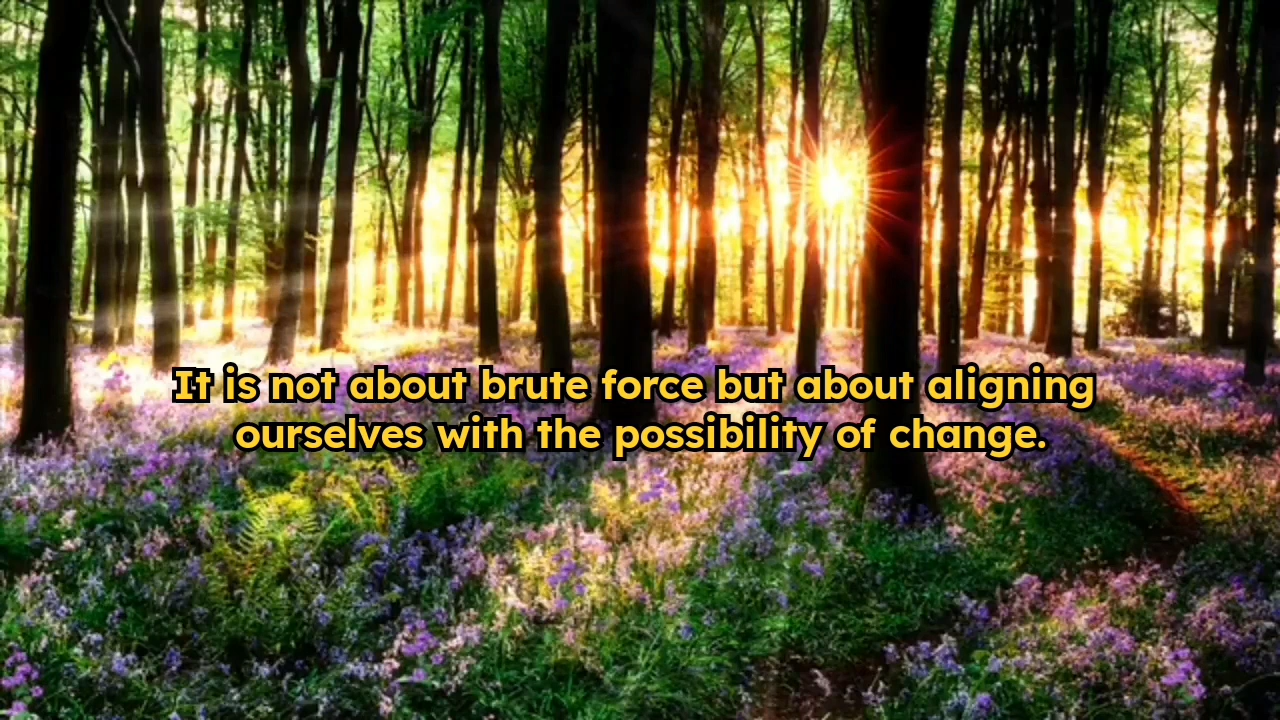 It is not about brute force but about aligning
ourselves with the possibility of change.